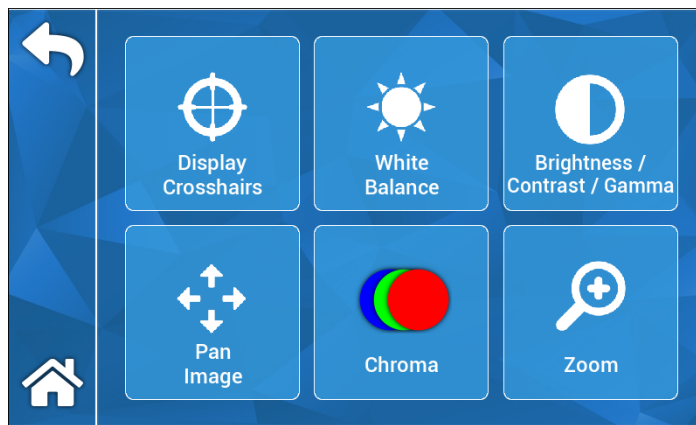 Display
Crosshairs
White
Balance
Brightness /
Contrast / Gamma
Pan
Image
Chroma
Zoom